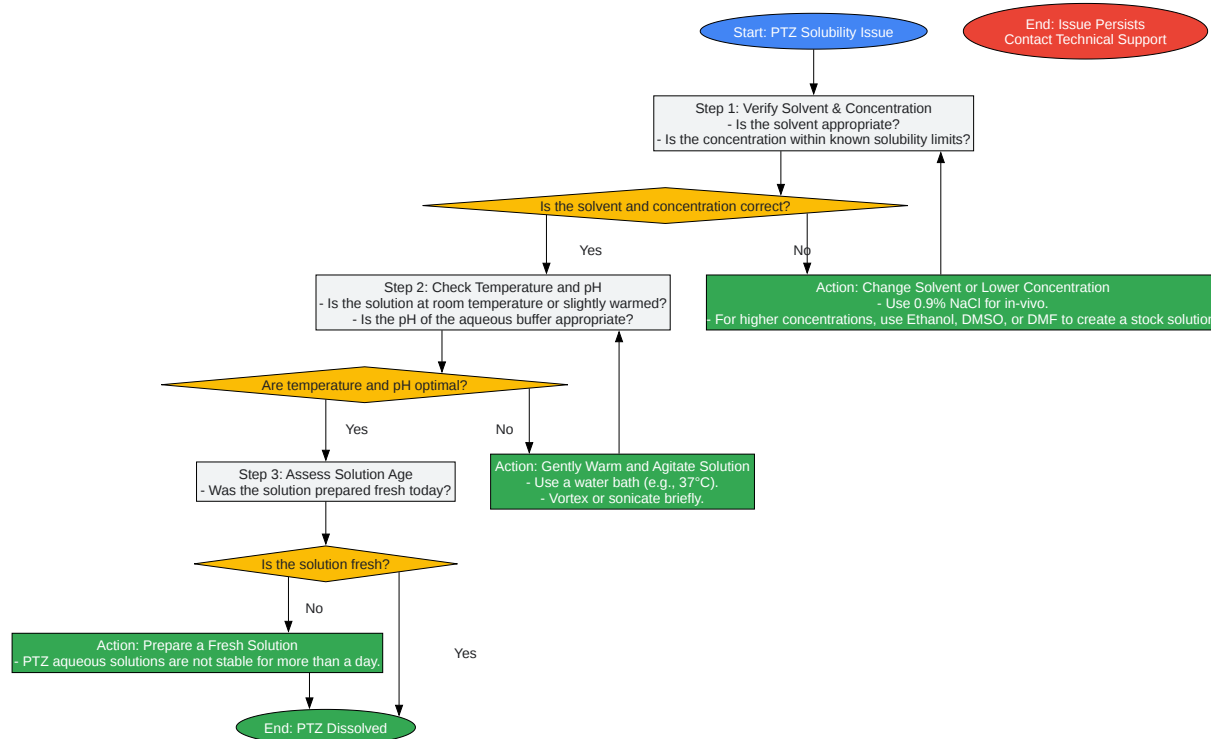 Start: PTZ Solubility Issue
End: Issue Persists
Contact Technical Support
Step 1: Verify Solvent & Concentration
- Is the solvent appropriate?
- Is the concentration within known solubility limits?
Is the solvent and concentration correct?
Yes
No
Step 2: Check Temperature and pH
- Is the solution at room temperature or slightly warmed?
- Is the pH of the aqueous buffer appropriate?
Action: Change Solvent or Lower Concentration
- Use 0.9% NaCl for in-vivo.
- For higher concentrations, use Ethanol, DMSO, or DMF to create a stock solution
Are temperature and pH optimal?
Yes
No
Step 3: Assess Solution Age
- Was the solution prepared fresh today?
Action: Gently Warm and Agitate Solution
- Use a water bath (e.g., 37°C).
- Vortex or sonicate briefly.
Is the solution fresh?
No
Yes
Action: Prepare a Fresh Solution
- PTZ aqueous solutions are not stable for more than a day.
End: PTZ Dissolved